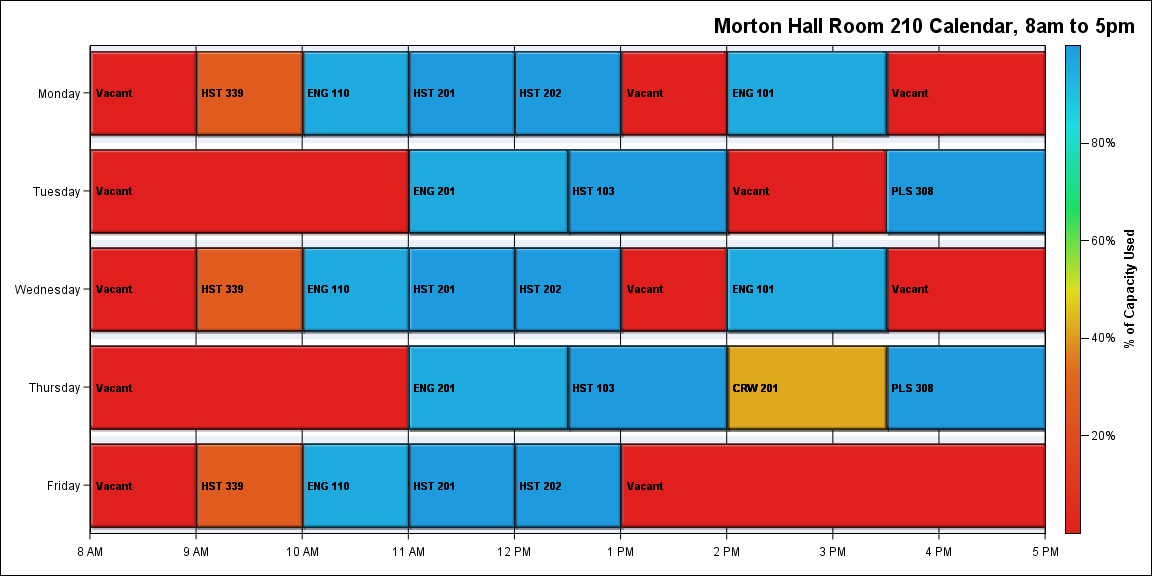 Morton Hall Room 210 Calendar, 8am to 5pm
Monday
Vacant
HST 339
ENG 110
HST 201
HST 202
Vacant
ENG 101
Vacant
Tuesday
Vacant
ENG 201
HST 103
Vacant
PLS 308
Wednesday
Vacant
HST 339
ENG 110
HST 201
HST 202
Vacant
ENG 101
Vacant
Thursday
Vacant
ENG 201
HST 103
CRW 201
PLS 308
Friday
Vacant
HST 339
ENG 110
HST 201
HST 202
Vacant
8 AM
9 AM
10 AM
11 AM
12 PM
1 PM
2 PM
3 PM
4 PM
5 PM
80%
60%
40%
20%
% of Capacity Used